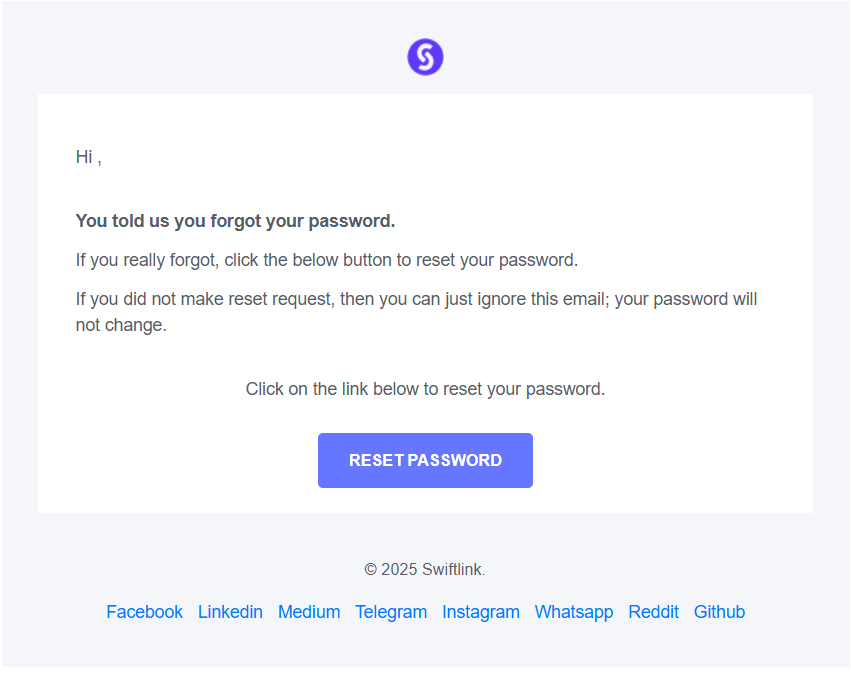 Hi ,
You told us you forgot your password.
If you really forgot, click the below button to reset your password.
If you did not make reset request, then you can just ignore this email; your password will
not change.
Click on the link below to reset your password.
RESET PASSWORD
© 2025 Swiftlink.
Facebook Linkedin Medium Telegram Instagram Whatsapp Reddit Github